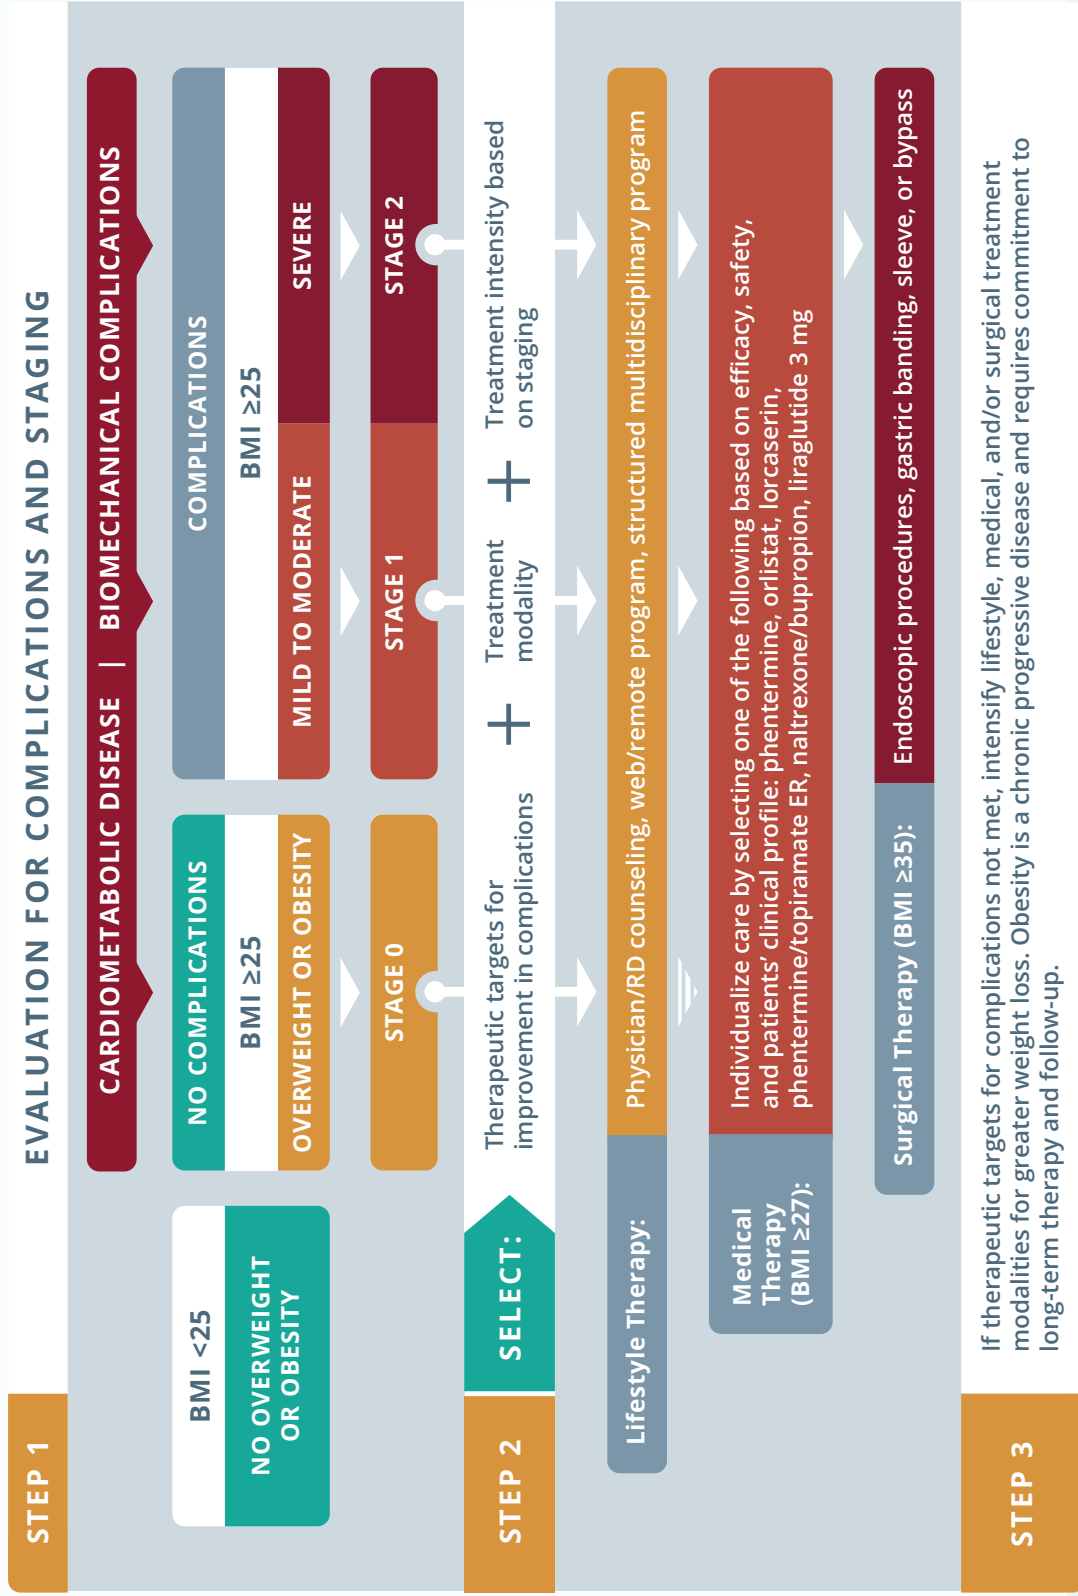 STEP 1
EVALUATION FOR COMPLICATIONS AND STAGING
CARDIOMETABOLIC DISEASE | BIOMECHANICAL COMPLICATIONS
BMI <25
NO OVERWEIGHT
OR OBESITY
NO COMPLICATIONS
BMI ≥25
OVERWEIGHT OR OBESITY
STAGE 0
COMPLICATIONS
BMI ≥25
MILD TO MODERATE
SEVERE
STAGE 1
STAGE 2
STEP 2
SELECT:
Therapeutic targets for
improvement in complications
+
Treatment
modality
+
Treatment intensity based
on staging
Lifestyle Therapy:
Physician/RD counseling, web/remote program, structured multidisciplinary program
Medical
Therapy
(BMI ≥27):
Individualize care by selecting one of the following based on efficacy, safety,
and patients’ clinical profile: phentermine, orlistat, lorcaserin,
phentermine/topiramate ER, naltrexone/bupropion, liraglutide 3 mg
Surgical Therapy (BMI ≥35):
Endoscopic procedures, gastric banding, sleeve, or bypass
STEP 3
If therapeutic targets for complications not met, intensify lifestyle, medical, and/or surgical treatment
modalities for greater weight loss. Obesity is a chronic progressive disease and requires commitment to
long-term therapy and follow-up.